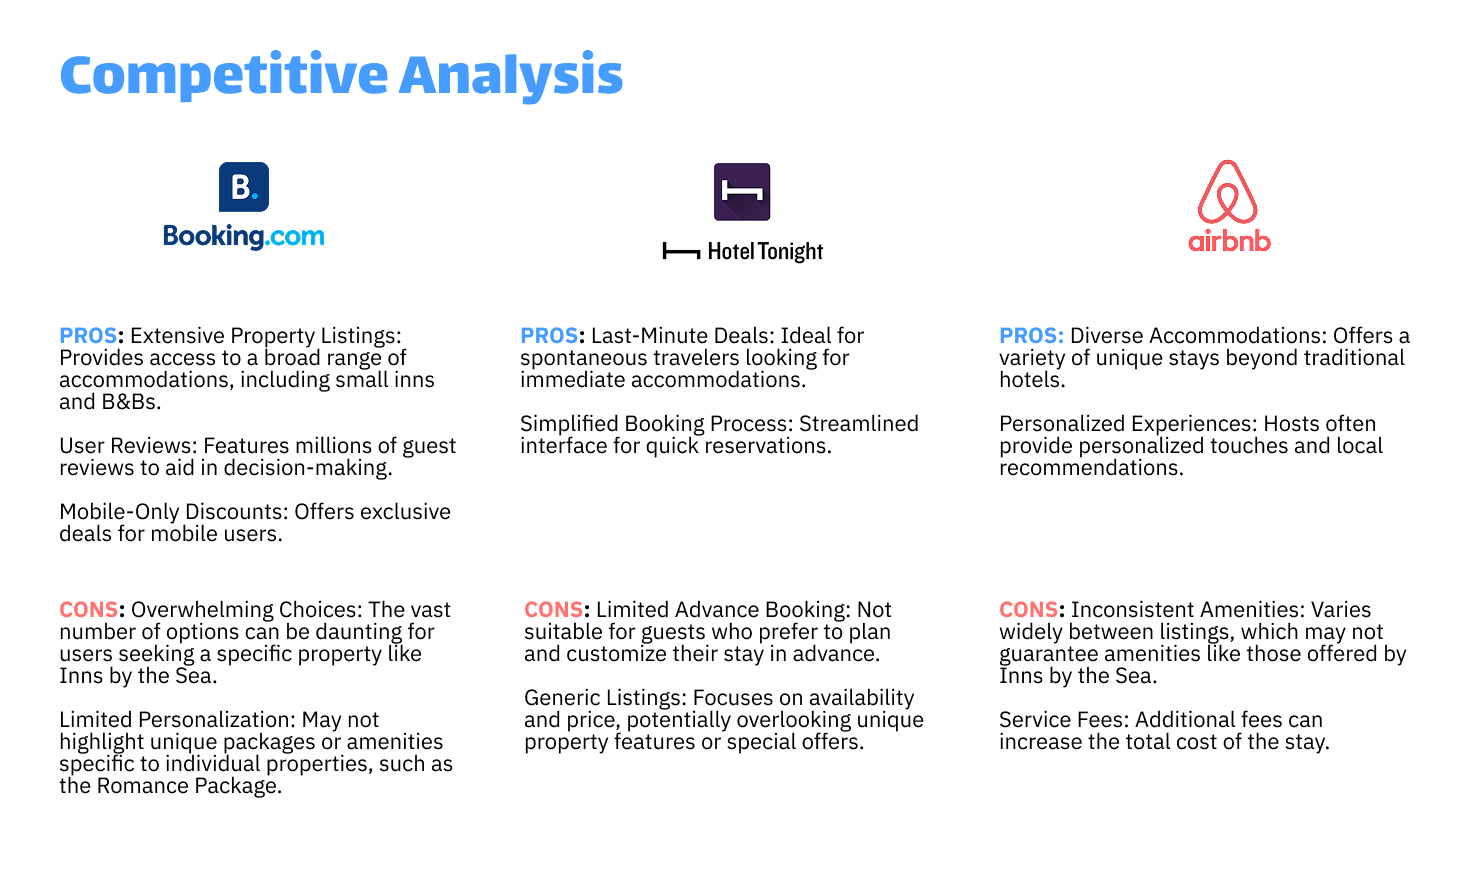 Competitive Analysis
B.
Booking.com
Hotel Tonight
airbnb
PROS: Extensive Property Listings:
Provides access to a broad range of
accommodations, including small inns
and B&Bs.
User Reviews: Features millions of guest
reviews to aid in decision-making.
Mobile-Only Discounts: Offers exclusive
deals for mobile users.
PROS: Last-Minute Deals: Ideal for
spontaneous travelers looking for
immediate accommodations.
Simplified Booking Process: Streamlined
interface for quick reservations.
PROS: Diverse Accommodations: Offers a
variety of unique stays beyond traditional
hotels.
Personalized Experiences: Hosts often
provide personalized touches and local
recommendations.
CONS: Overwhelming Choices: The vast
number of options can be daunting for
users seeking a specific property like
Inns by the Sea.
Limited Personalization: May not
highlight unique packages or amenities
specific to individual properties, such as
the Romance Package.
CONS: Limited Advance Booking: Not
suitable for guests who prefer to plan
and customize their stay in advance.
Generic Listings: Focuses on availability
and price, potentially overlooking unique
property features or special offers.
CONS: Inconsistent Amenities: Varies
widely between listings, which may not
guarantee amenities like those offered by
Inns by the Sea.
Service Fees: Additional fees can
increase the total cost of the stay.